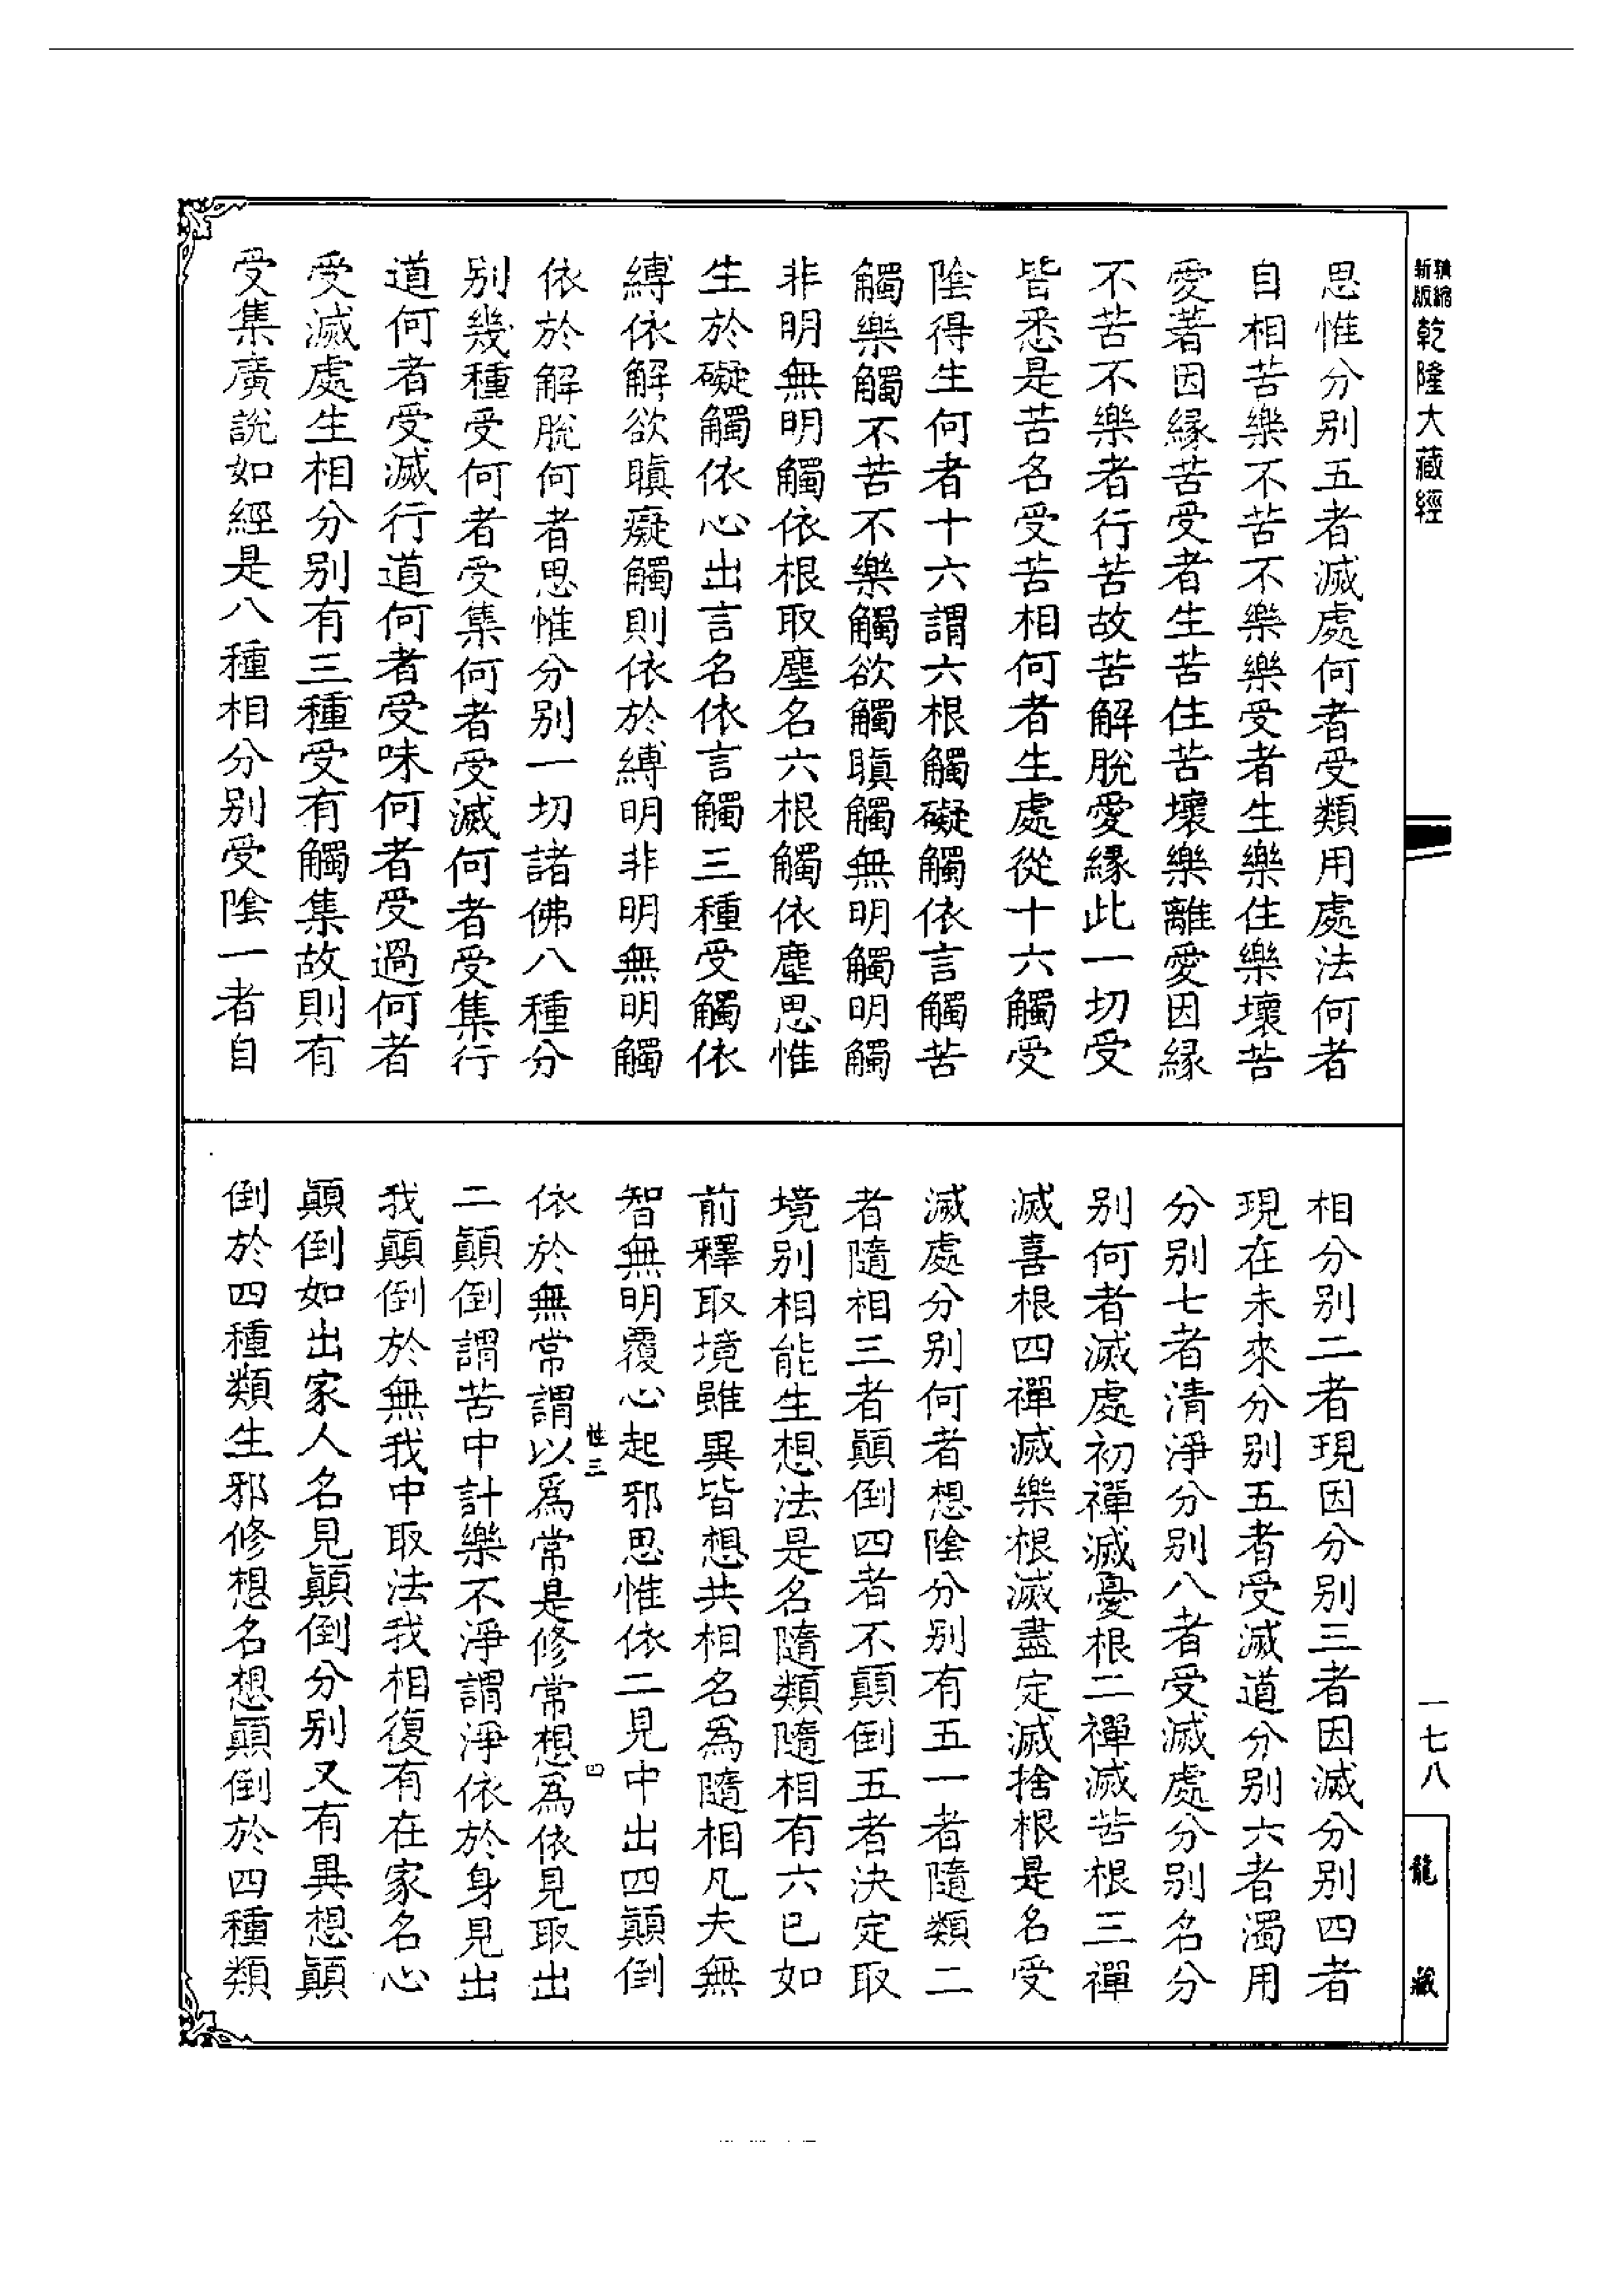 精縮新版乾隆大藏經
思惟分别五者滅處何者受類用處法何者
自相苦樂不苦不樂樂受者生樂住樂壞苦
愛著因緣苦受者生苦住苦壞樂離愛因緣
不苦不樂者行苦故苦解脫愛緣此一切受
皆悉是苦名受苦相何者生處從十六觸受
陰得生何者十六謂六根觸礙觸依言觸苦
觸樂觸不苦不樂觸欲觸瞋觸無明觸明觸
非明無明觸依根取塵名六根觸依塵思惟
生於礙觸依心出言名依言觸三種受觸依
縛依解欲瞋癡觸則依於縛明非明無明觸
依於解脫何者思惟分别一切諸佛八種分
别幾種受何者受集何者受滅何者受集行
道何者受滅行道何者受味何者受過何者
受滅處生相分别有三種受有觸集故則有
受集廣說如經是八種相分别受陰一者自
相分别二者現因分别三者因滅分别四者
現在未來分别五者受滅道分别六者濁用
分别七者清淨分别八者受滅處分别名分
别何者滅處初禪滅憂根二禪滅苦根三禪
滅喜根四禪滅樂根滅盡定滅捨根是名受
滅處分别何者想陰分别有五一者隨類二
者隨相三者顛倒四者不顛倒五者決定取
境别相能生想法是名隨類隨相有六已如
前釋取境雖異皆想共相名為隨相凡夫無
智無明覆心起邪思惟依二見中出四顛倒
性三
四
依於無常謂以爲常是修常想為依見取出
二顛倒謂苦中計樂不淨謂淨依於身見出
我顛倒於無我中取法我相復有在家名心
顛倒如出家人名見顛倒分别又有異想顛
倒於四種類生邪修想名想顛倒於四種類
一七八
龍藏